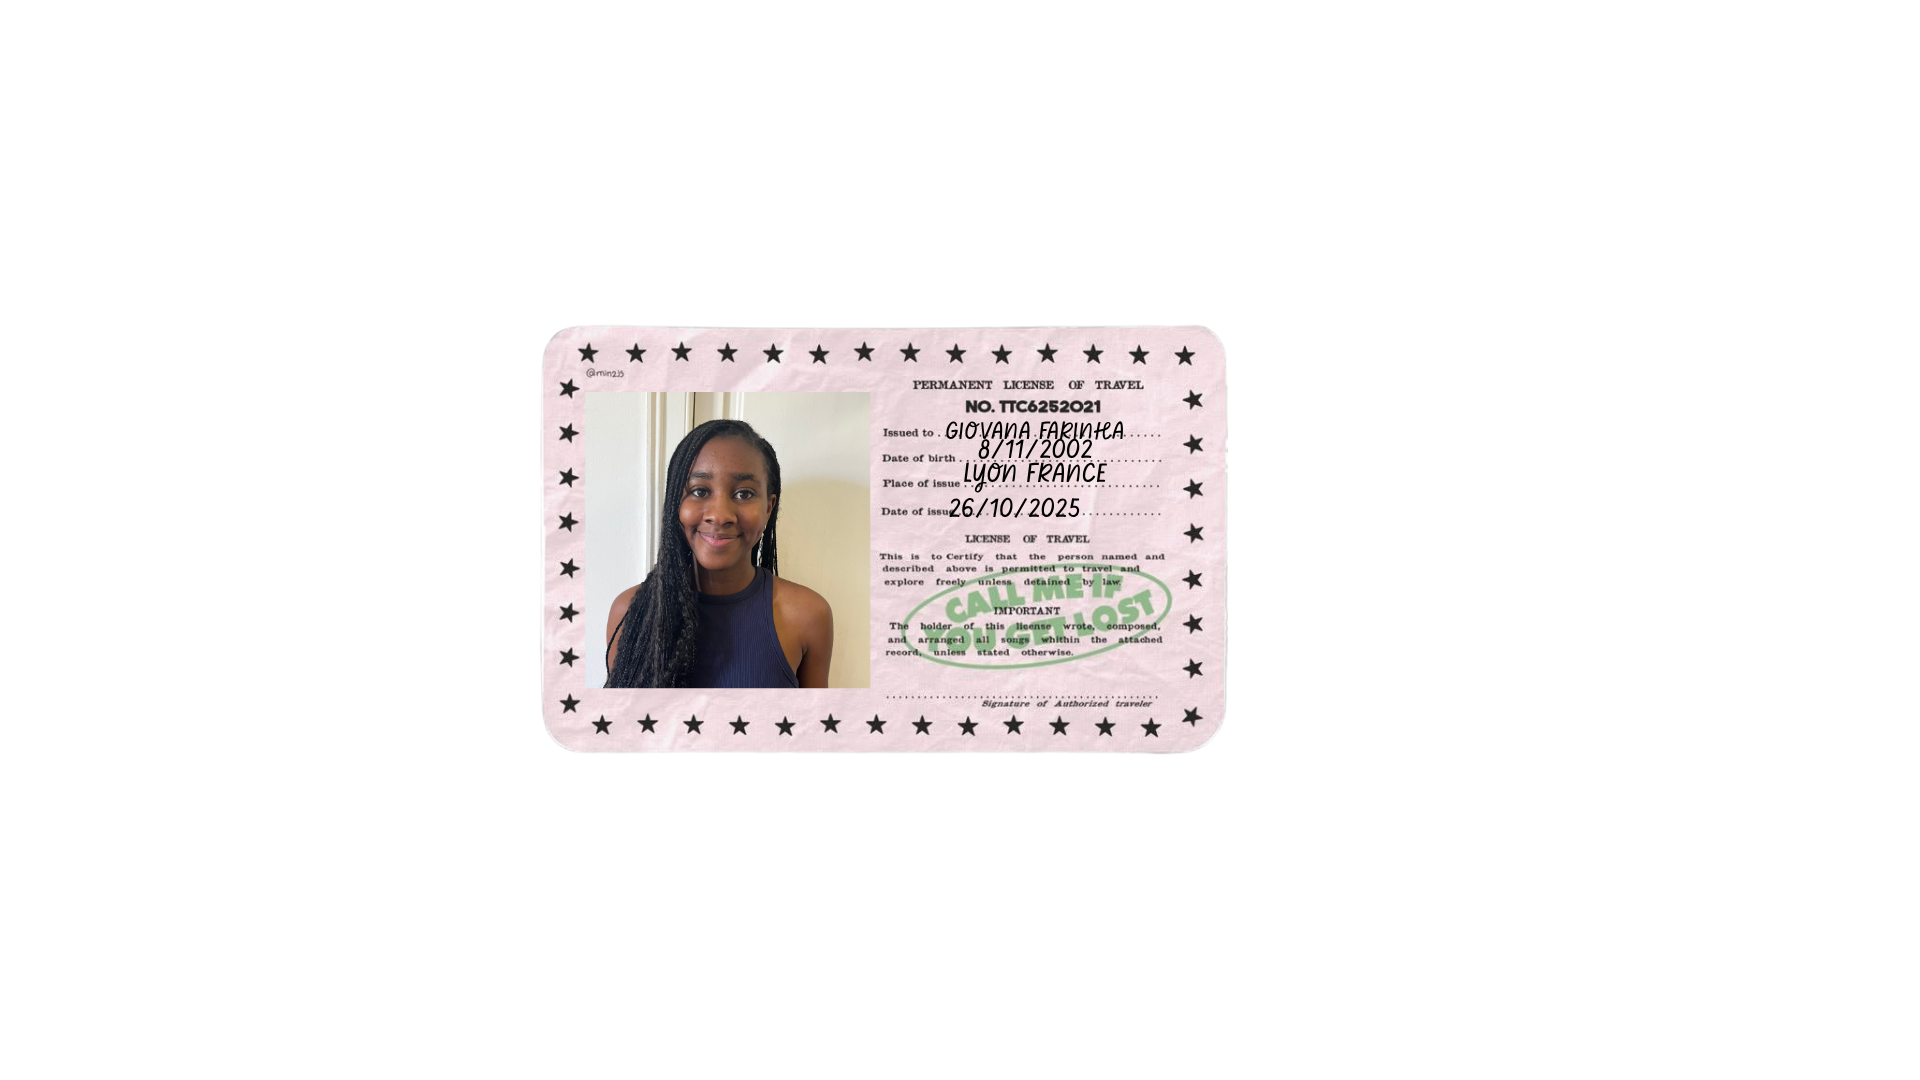 @min2.15
PERMANENT LICENSE OF TRAVEL
NO. TTC6252021
Issued to GIOVANA FARINHA
Date of birth 8/11/2002
Place of issue LYON FRANCE
Date of issue 26/10/2025
LICENSE OF TRAVEL
This is to Certify that the person named and
described above is permitted to travel and
explore freely unless detained by law.
CALL ME IF
YOU GET LOST
IMPORTANT
The holder of this license wrote, composed,
and arranged all songs whithin the attached
record, unless stated otherwise.
Signature of Authorized traveler